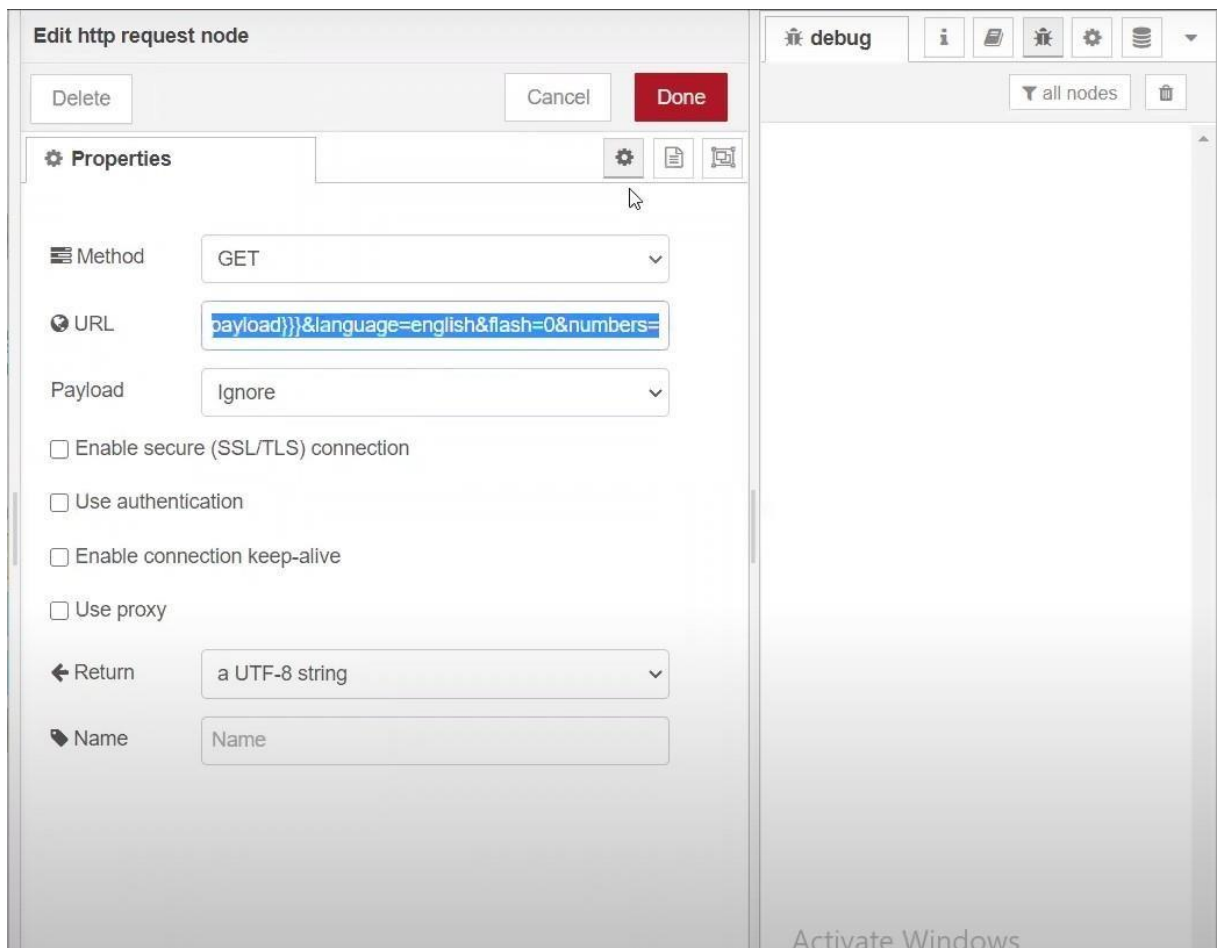 Edit http request node
debug
all nodes
Delete
Cancel
Done
Properties
Method
GET
URL
payload}}}&language=english&flash=0&numbers=
Payload
Ignore
Enable secure (SSL/TLS) connection
Use authentication
Enable connection keep-alive
Use proxy
Return
a UTF-8 string
Name
Name
Activate Windows